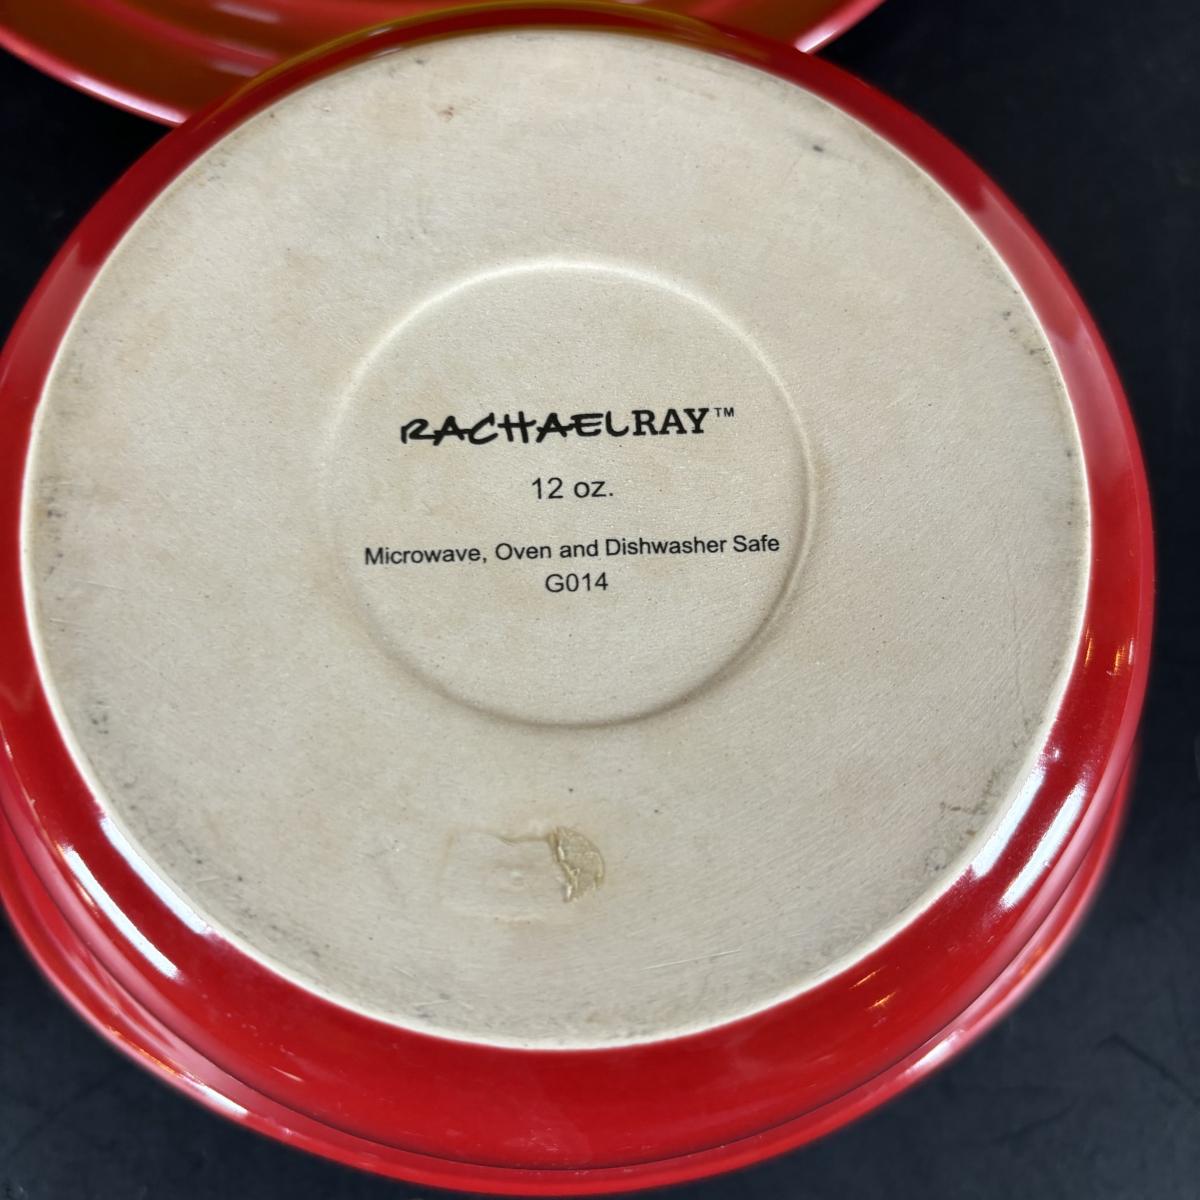 RACHAELRAY™
12 oz.
Microwave, Oven and Dishwasher Safe
G014